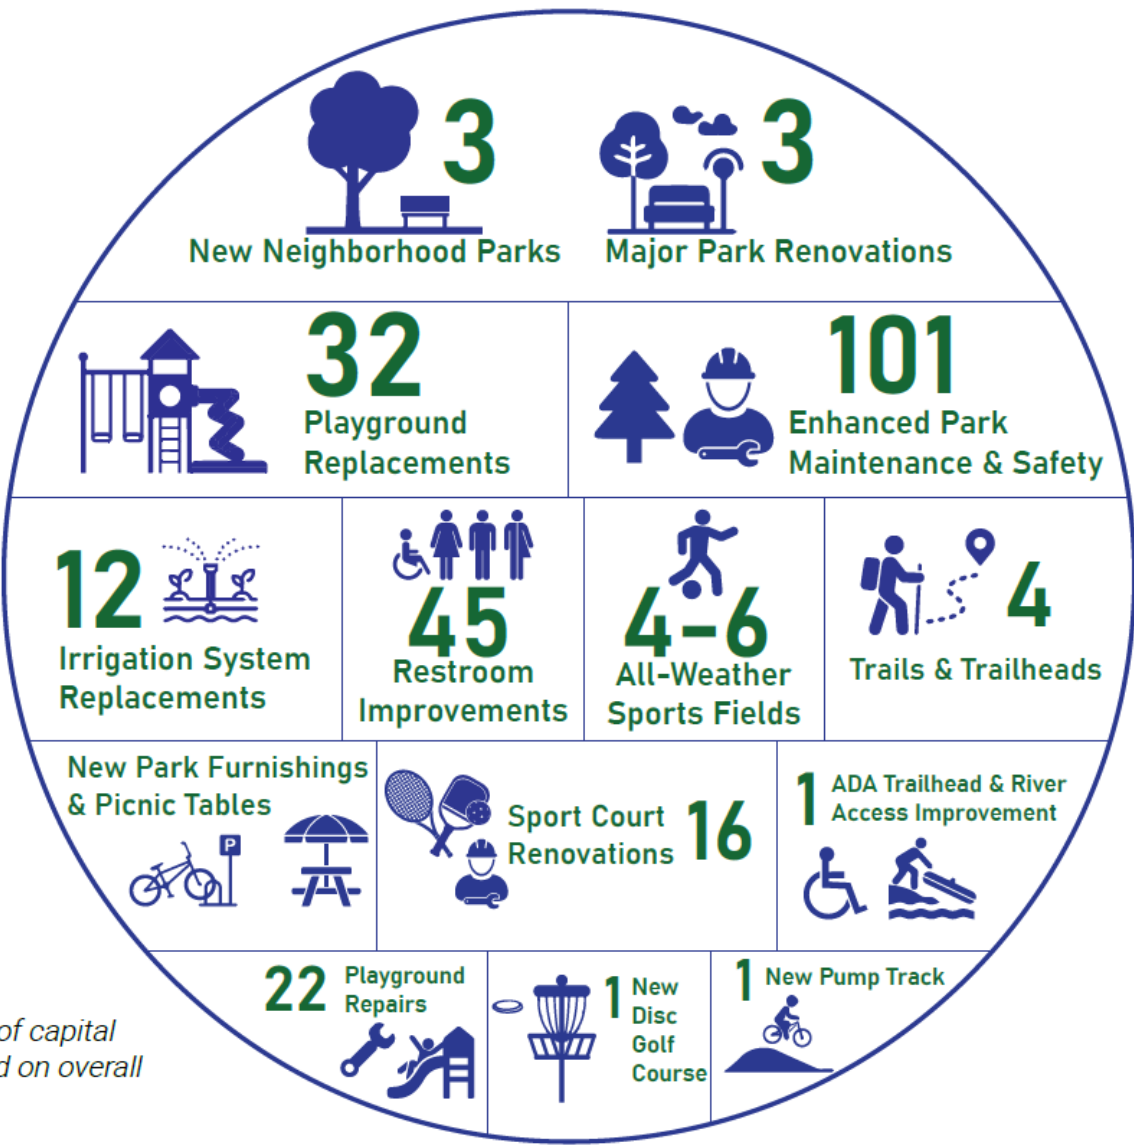 3
New Neighborhood Parks
3
Major Park Renovations
32
Playground
Replacements
101
Enhanced Park
Maintenance & Safety
12
Irrigation System
Replacements
45
Restroom
Improvements
4-6
All-Weather
Sports Fields
4
Trails & Trailheads
New Park Furnishings
& Picnic Tables
P
Sport Court
Renovations
16
1
ADA Trailhead & River
Access Improvement
22
Playground
Repairs
1
New
Disc
Golf
Course
1
New Pump Track
of capital
on overall